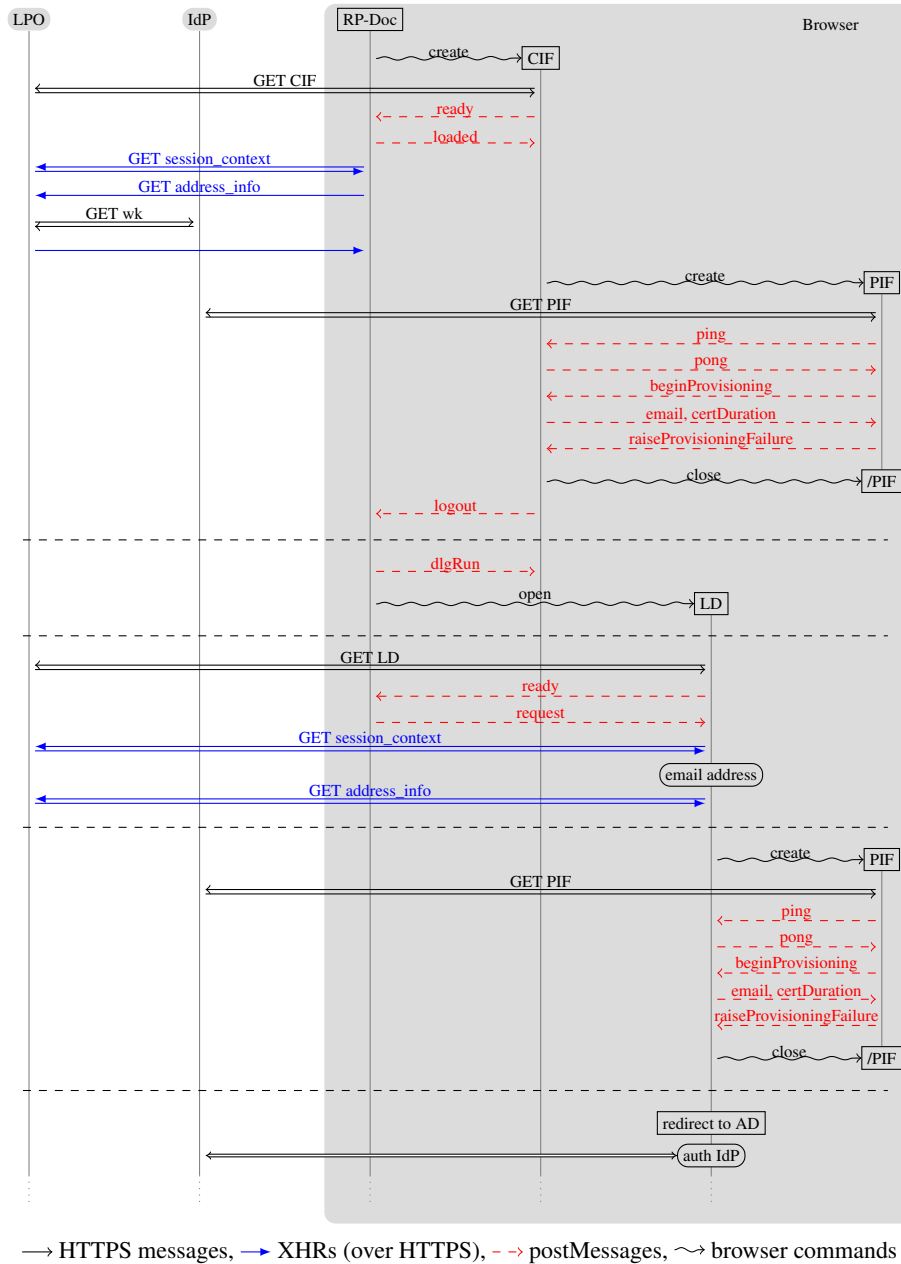 LPO IdP RP-Doc Browser
create CIF
GET CIF
ready
loaded
GET session_context
GET address_info
GET wk
create PIF
GET PIF
ping
pong
beginProvisioning
email, certDuration
raiseProvisioningFailure
close /PIF
logout
dlgRun
open LD
GET LD
ready
request
GET session_context
email address
GET address_info
create PIF
GET PIF
ping
pong
beginProvisioning
email, certDuration
raiseProvisioningFailure
close /PIF
redirect to AD
auth IdP
HTTPS messages, XHRs (over HTTPS), postMessages, browser commands